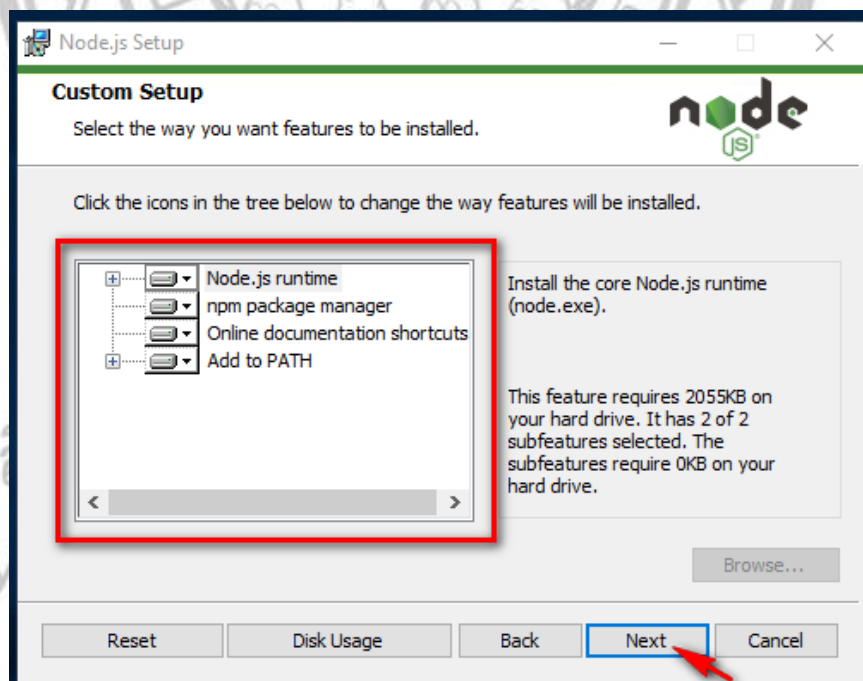 Node.js Setup
Custom Setup
Select the way you want features to be installed.
node
JS
Click the icons in the tree below to change the way features will be installed.
Node.js runtime
npm package manager
Online documentation shortcuts
Add to PATH
Install the core Node.js runtime
(node.exe).
This feature requires 2055KB on
your hard drive. It has 2 of 2
subfeatures selected. The
subfeatures require 0KB on your
hard drive.
Browse...
Reset Disk Usage Back Next Cancel